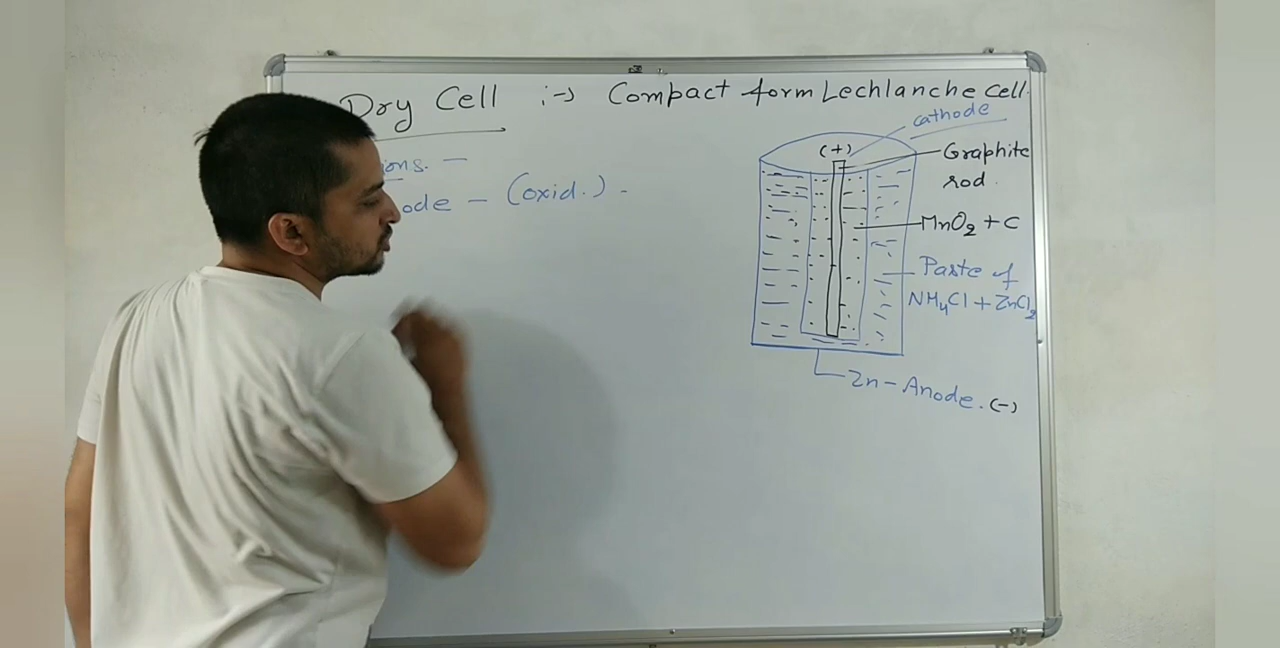 Dry Cell :→ Compact form Lechlanche cell.
ions. —
ode — (oxid.) -
cathode
(+)
Graphite
rod.
MnO2 + C
Paste of
NH4Cl + ZnCl2
Zn - Anode. (-)